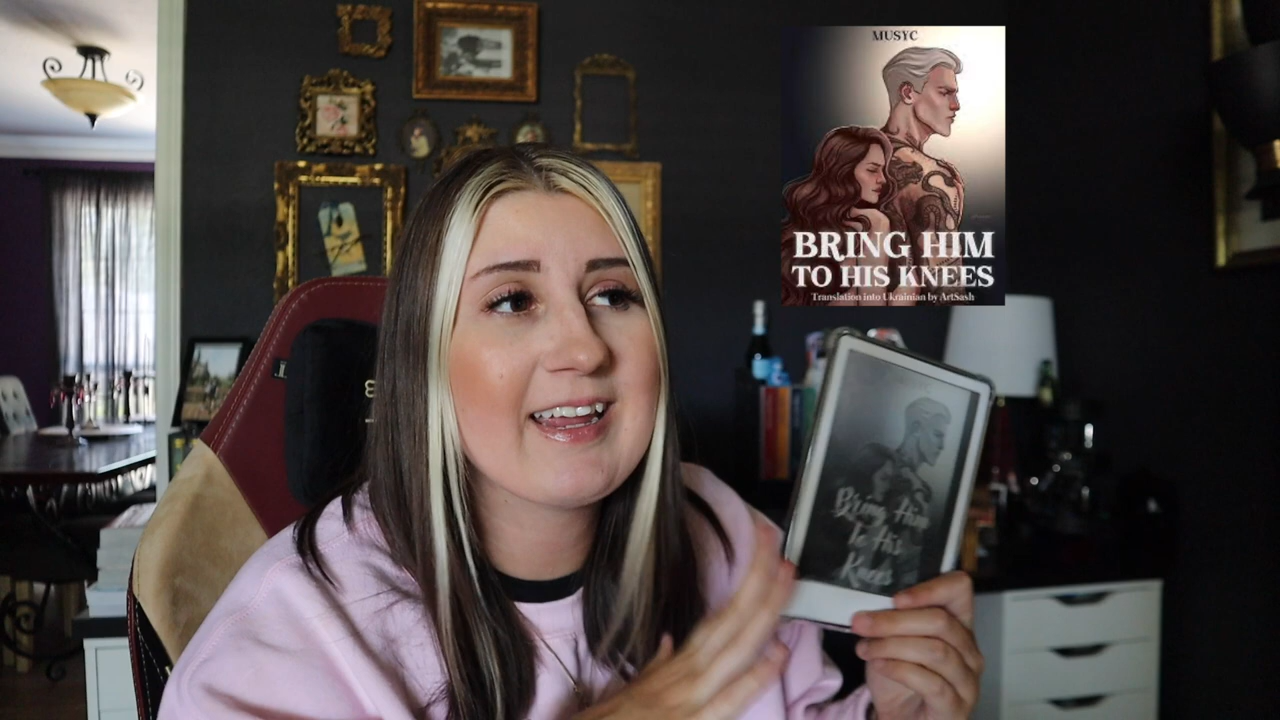 MUSYC
BRING HIM
TO HIS KNEES
Translation into Ukrainian by ArtSash
Bring Him
To His
Knees